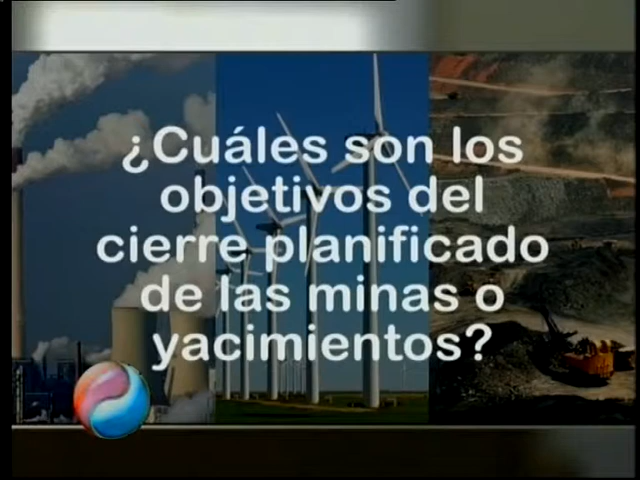 ¿Cuáles son los
objetivos del
cierre planificado
de las minas o
yacimientos?